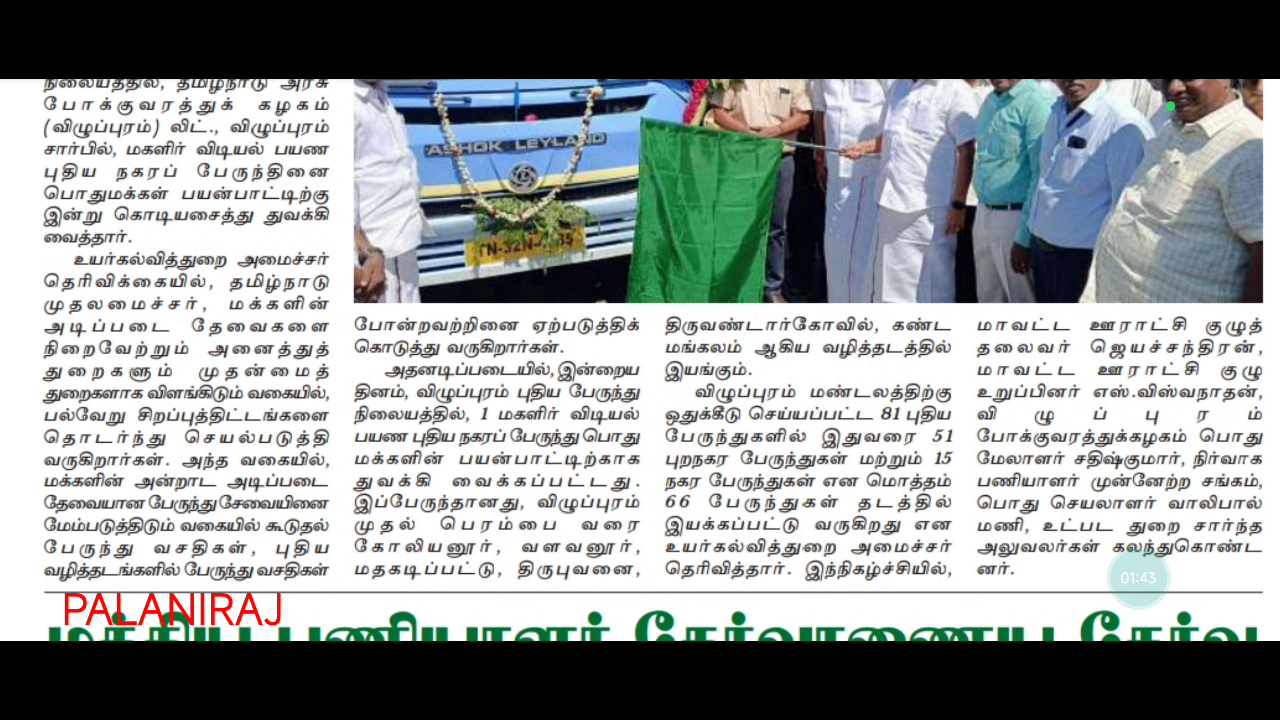 நிலையத்தில், தமிழ்நாடு அரசு
போக்குவரத்துக் கழகம்
(விழுப்புரம்) லிட்., விழுப்புரம்
சார்பில், மகளிர் விடியல் பயண
புதிய நகரப் பேருந்தினை
பொதுமக்கள் பயன்பாட்டிற்கு
இன்று கொடியசைத்து துவக்கி
வைத்தார்.
உயர்கல்வித்துறை அமைச்சர்
தெரிவிக்கையில், தமிழ்நாடு
முதலமைச்சர், மக்களின்
அடிப்படை தேவைகளை
நிறைவேற்றும் அனைத்துத்
துறைகளும் முதன்மைத்
துறைகளாக விளங்கிடும் வகையில்,
பல்வேறு சிறப்புத்திட்டங்களை
தொடர்ந்து செயல்படுத்தி
வருகிறார்கள். அந்த வகையில்,
மக்களின் அன்றாட அடிப்படை
தேவையான பேருந்து சேவையினை
மேம்படுத்திடும் வகையில் கூடுதல்
பேருந்து வசதிகள், புதிய
வழித்தடங்களில் பேருந்து வசதிகள்
ASHOK LEYLAND
போன்றவற்றினை ஏற்படுத்திக்
கொடுத்து வருகிறார்கள்.
அதனடிப்படையில், இன்றைய
தினம், விழுப்புரம் புதிய பேருந்து
நிலையத்தில், 1 மகளிர் விடியல்
பயண புதிய நகரப் பேருந்து பொது
மக்களின் பயன்பாட்டிற்காக
துவக்கி வைக்கப்பட்டது.
இப்பேருந்தானது, விழுப்புரம்
முதல் பெரம்பை வரை
கோலியனூர், வளவனூர்,
மதகடிப்பட்டு, திருபுவனை,
திருவண்டார்கோவில், கண்ட
மங்கலம் ஆகிய வழித்தடத்தில்
இயங்கும்.
விழுப்புரம் மண்டலத்திற்கு
ஒதுக்கீடு செய்யப்பட்ட 81 புதிய
பேருந்துகளில் இதுவரை 51
புறநகர பேருந்துகள் மற்றும் 15
நகர பேருந்துகள் என மொத்தம்
66 பேருந்துகள் தடத்தில்
இயக்கப்பட்டு வருகிறது என
உயர்கல்வித்துறை அமைச்சர்
தெரிவித்தார். இந்நிகழ்ச்சியில்,
மாவட்ட ஊராட்சி குழுத்
தலைவர் ஜெயச்சந்திரன்,
மாவட்ட ஊராட்சி குழு
உறுப்பினர் எஸ்.விஸ்வநாதன்,
விழுப்புரம்
போக்குவரத்துக்கழகம் பொது
மேலாளர் சதிஷ்குமார், நிர்வாக
பணியாளர் முன்னேற்ற சங்கம்,
பொது செயலாளர் வாலிபால்
மணி, உட்பட துறை சார்ந்த
அலுவலர்கள் கலந்துகொண்ட
னர்.
01:43
PALANIRAJ